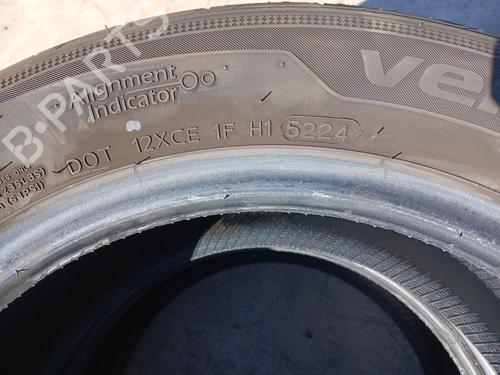 B-PARTS
Alignment
Indicator
ve
DOT 12XCE 1F H1 5224